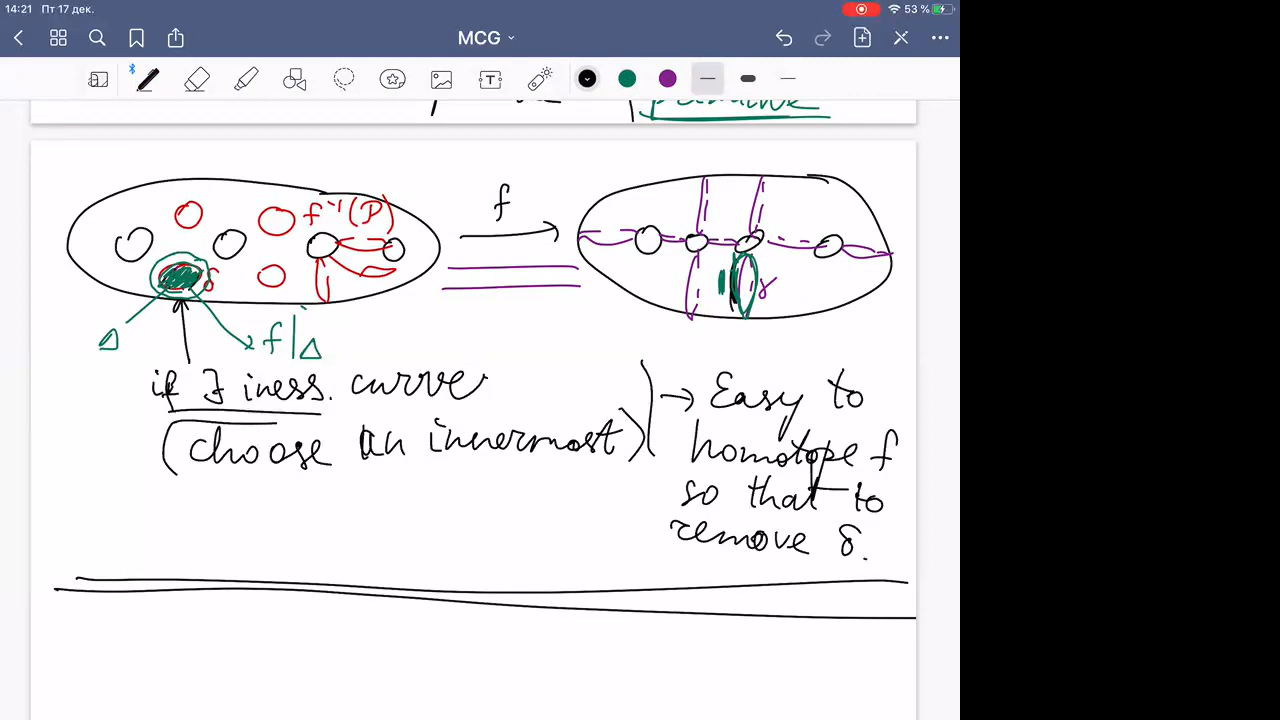 14:21 Пт 17 дек.
53 %
MCG
f
f⁻¹(P)
δ
γ
Δ
f|Δ
if ∃ iness. curve
(choose an innermost)
→ Easy to
homotope f
so that to
remove δ.